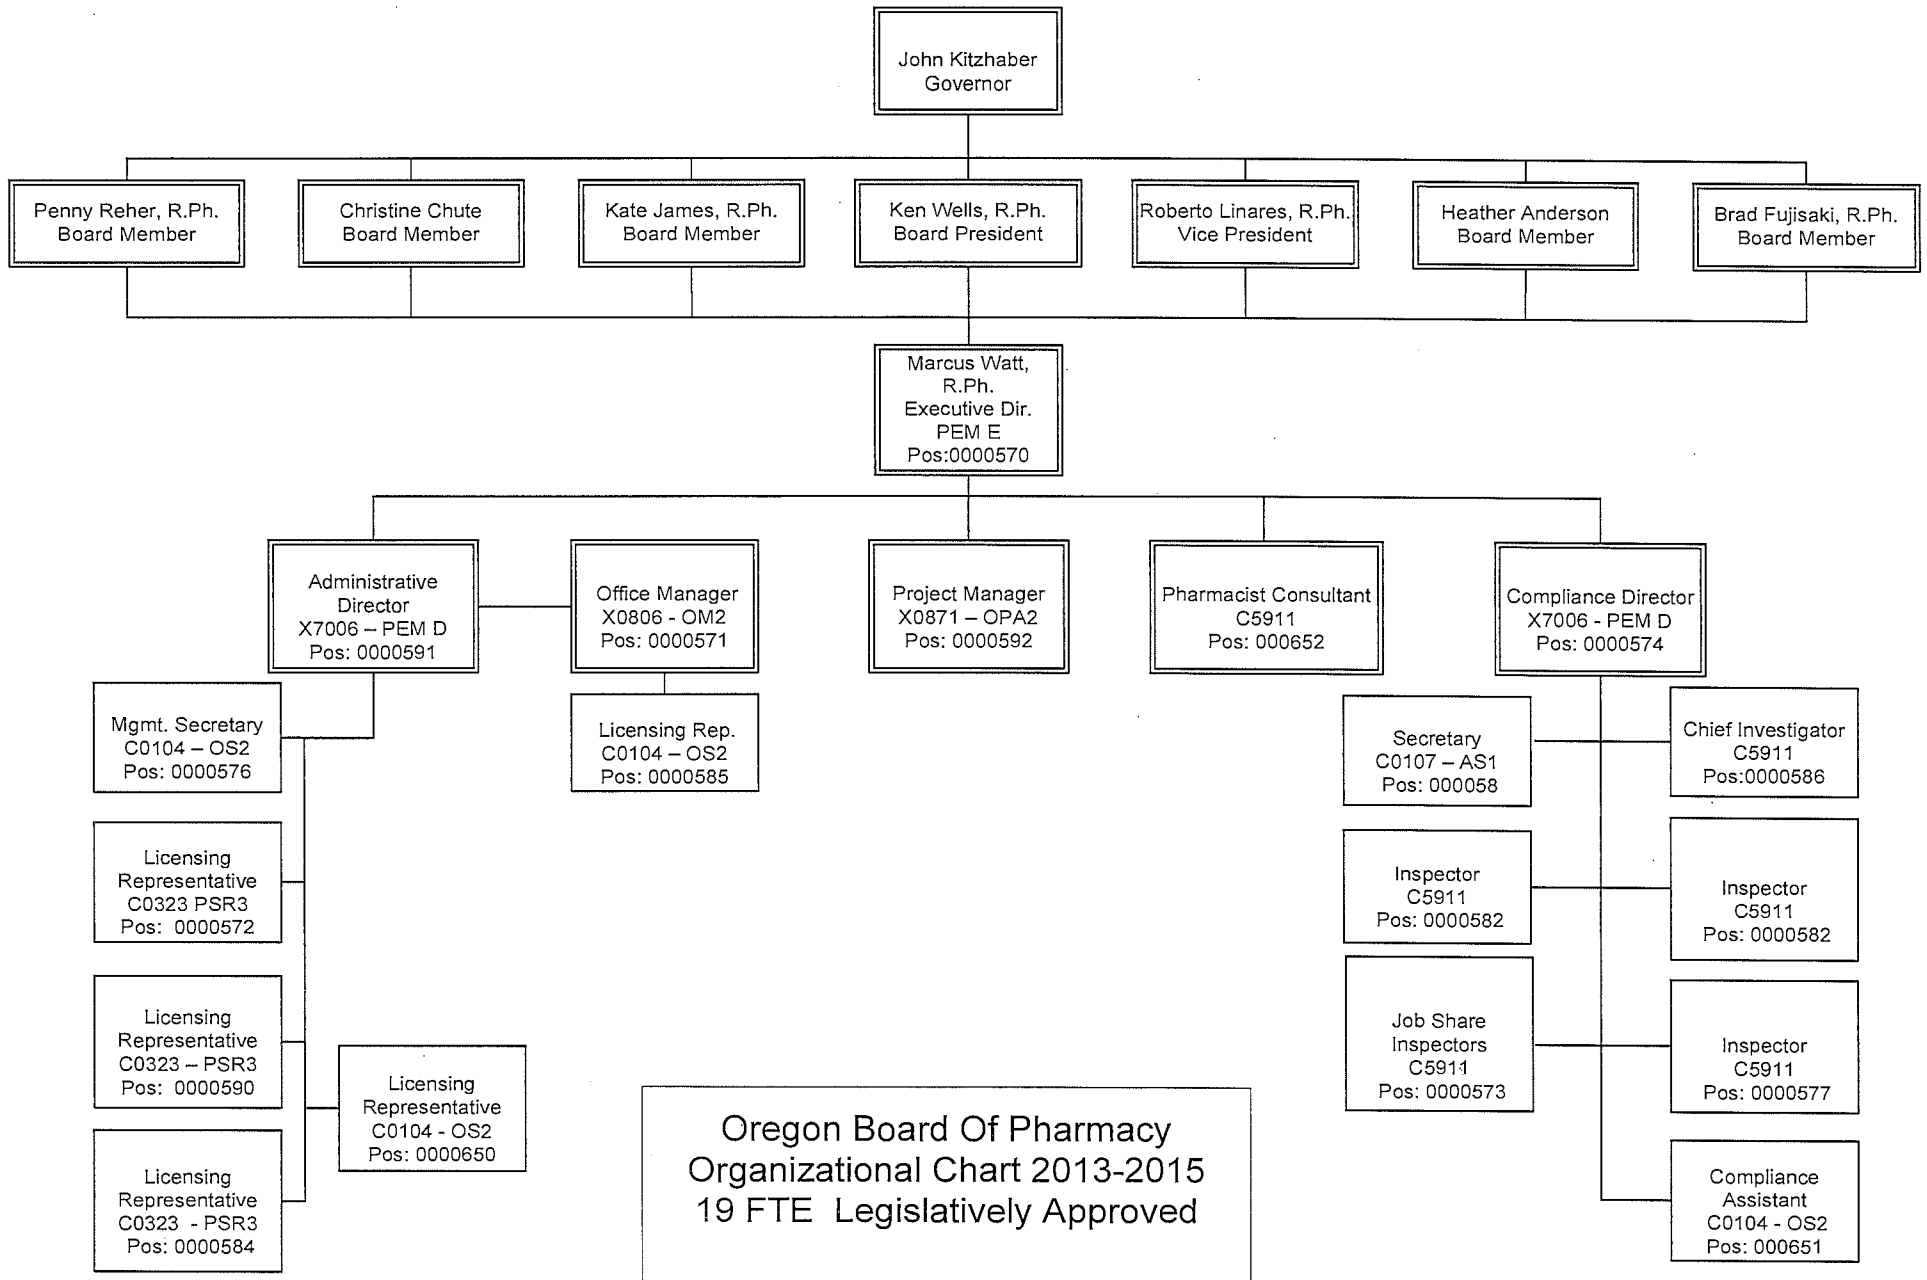 John Kitzhaber
Governor
Penny Reher, R.Ph.
Board Member
Christine Chute
Board Member
Kate James, R.Ph.
Board Member
Ken Wells, R.Ph.
Board President
Roberto Linares, R.Ph.
Vice President
Heather Anderson
Board Member
Brad Fujisaki, R.Ph.
Board Member
Marcus Watt,
R.Ph.
Executive Dir.
PEM E
Pos:0000570
Administrative
Director
X7006 – PEM D
Pos: 0000591
Office Manager
X0806 - OM2
Pos: 0000571
Project Manager
X0871 – OPA2
Pos: 0000592
Pharmacist Consultant
C5911
Pos: 000652
Compliance Director
X7006 - PEM D
Pos: 0000574
Mgmt. Secretary
C0104 – OS2
Pos: 0000576
Licensing Rep.
C0104 – OS2
Pos: 0000585
Secretary
C0107 – AS1
Pos: 000058
Chief Investigator
C5911
Pos:0000586
Licensing
Representative
C0323 PSR3
Pos: 0000572
Inspector
C5911
Pos: 0000582
Inspector
C5911
Pos: 0000582
Licensing
Representative
C0323 – PSR3
Pos: 0000590
Licensing
Representative
C0104 - OS2
Pos: 0000650
Job Share
Inspectors
C5911
Pos: 0000573
Inspector
C5911
Pos: 0000577
Licensing
Representative
C0323 - PSR3
Pos: 0000584
Compliance
Assistant
C0104 - OS2
Pos: 000651
Oregon Board Of Pharmacy
Organizational Chart 2013-2015
19 FTE Legislatively Approved